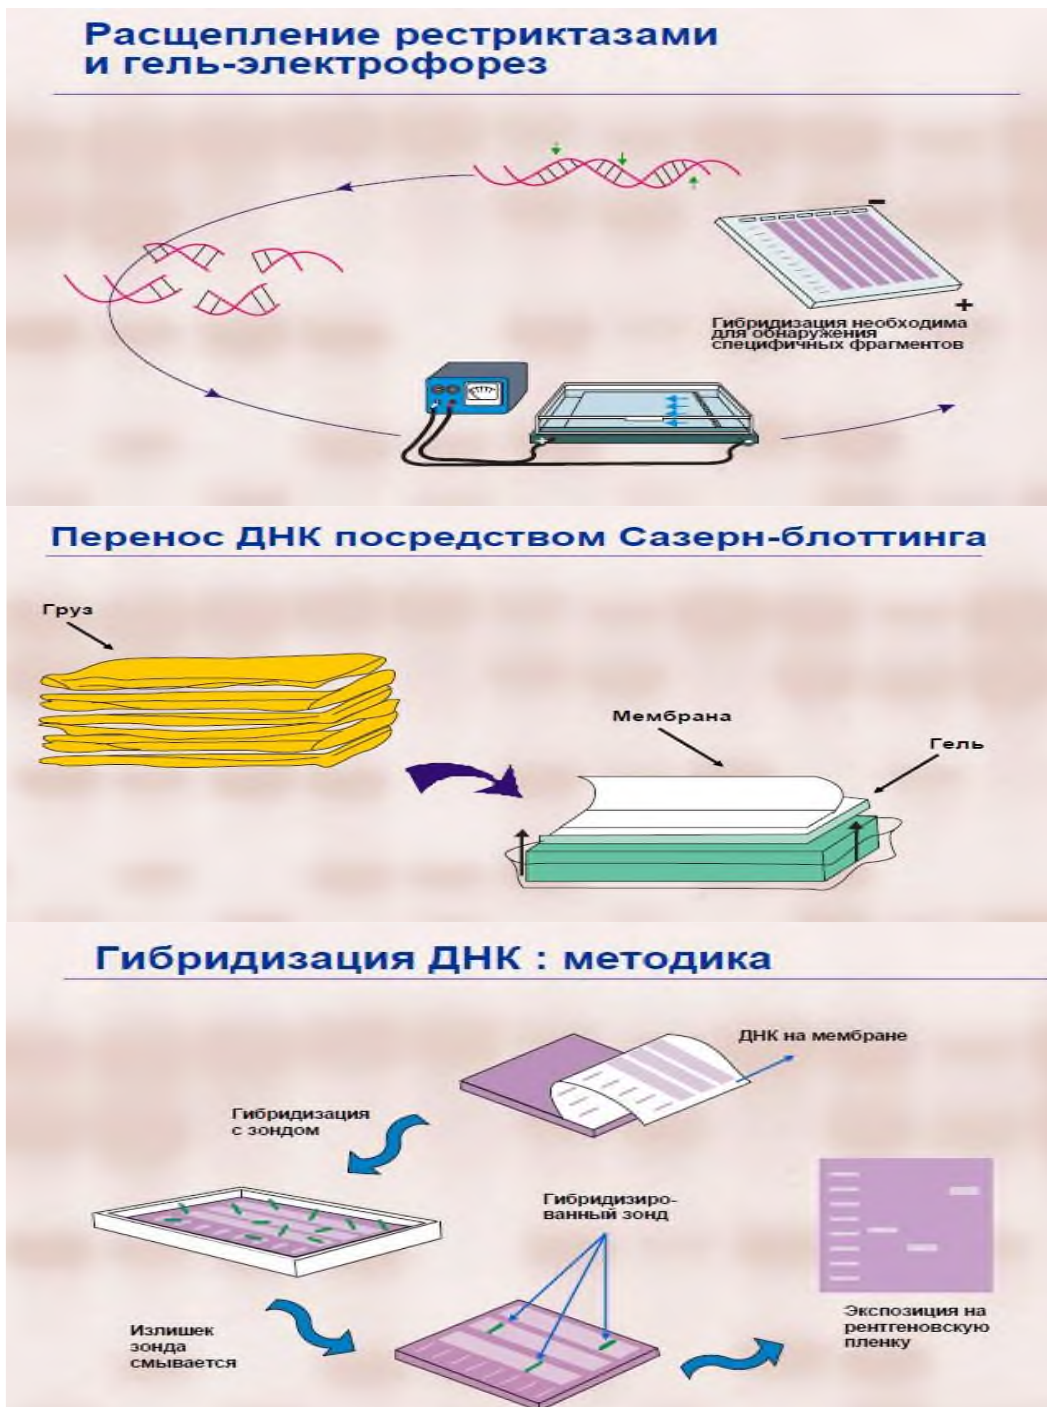 Расщепление рестриктазами
и гель-электрофорез
−
+
Гибридизация необходима
для обнаружения
специфичных фрагментов
Перенос ДНК посредством Сазерн-блоттинга
Груз
Мембрана
Гель
Гибридизация ДНК : методика
ДНК на мембране
Гибридизация
с зондом
Гибридизиро-
ванный зонд
Излишек
зонда
смывается
Экспозиция на
рентгеновскую
пленку